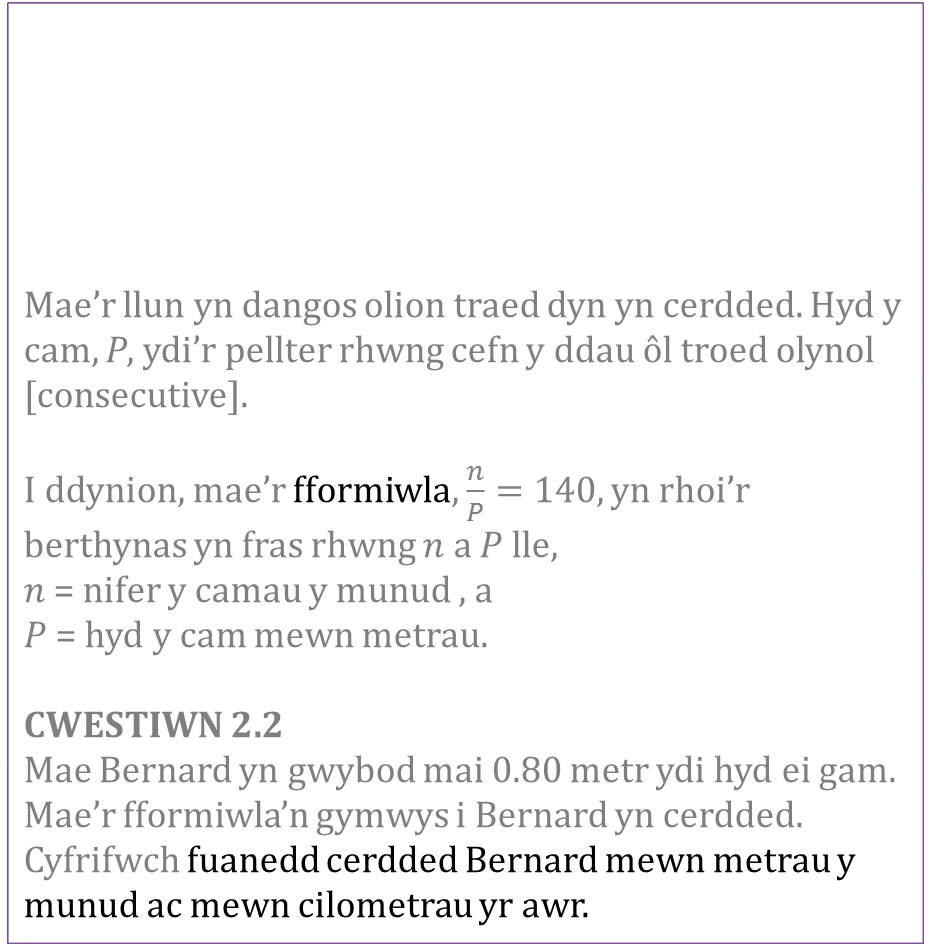 Mae’r llun yn dangos olion traed dyn yn cerdded. Hyd y
cam, P, ydi’r pellter rhwng cefn y ddau ôl troed olynol
[consecutive].
I ddynion, mae’r fformiwla, n/P = 140, yn rhoi’r
berthynas yn fras rhwng n a P lle,
n = nifer y camau y munud , a
P = hyd y cam mewn metrau.
CWESTIWN 2.2
Mae Bernard yn gwybod mai 0.80 metr ydi hyd ei gam.
Mae’r fformiwla’n gymwys i Bernard yn cerdded.
Cyfrifwch fuanedd cerdded Bernard mewn metrau y
munud ac mewn cilometrau yr awr.